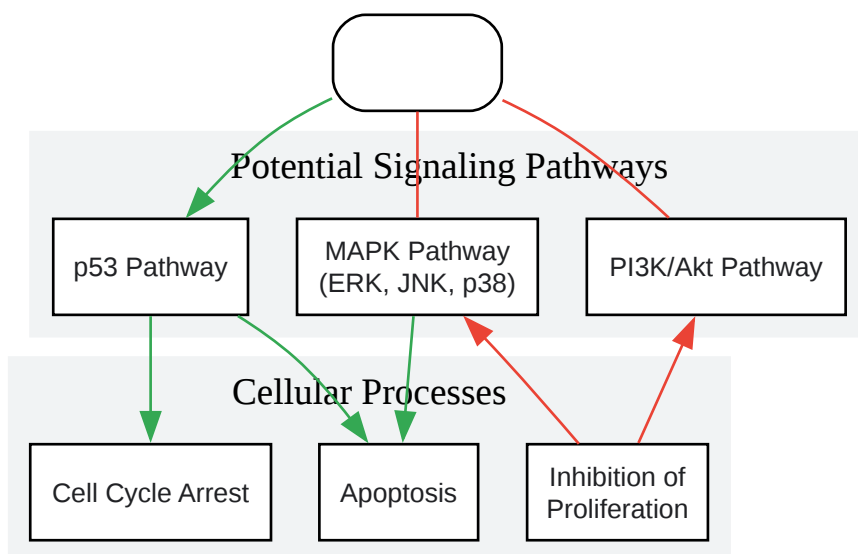 Potential Signaling Pathways
p53 Pathway
MAPK Pathway
(ERK, JNK, p38)
PI3K/Akt Pathway
Cellular Processes
Cell Cycle Arrest
Apoptosis
Inhibition of
Proliferation